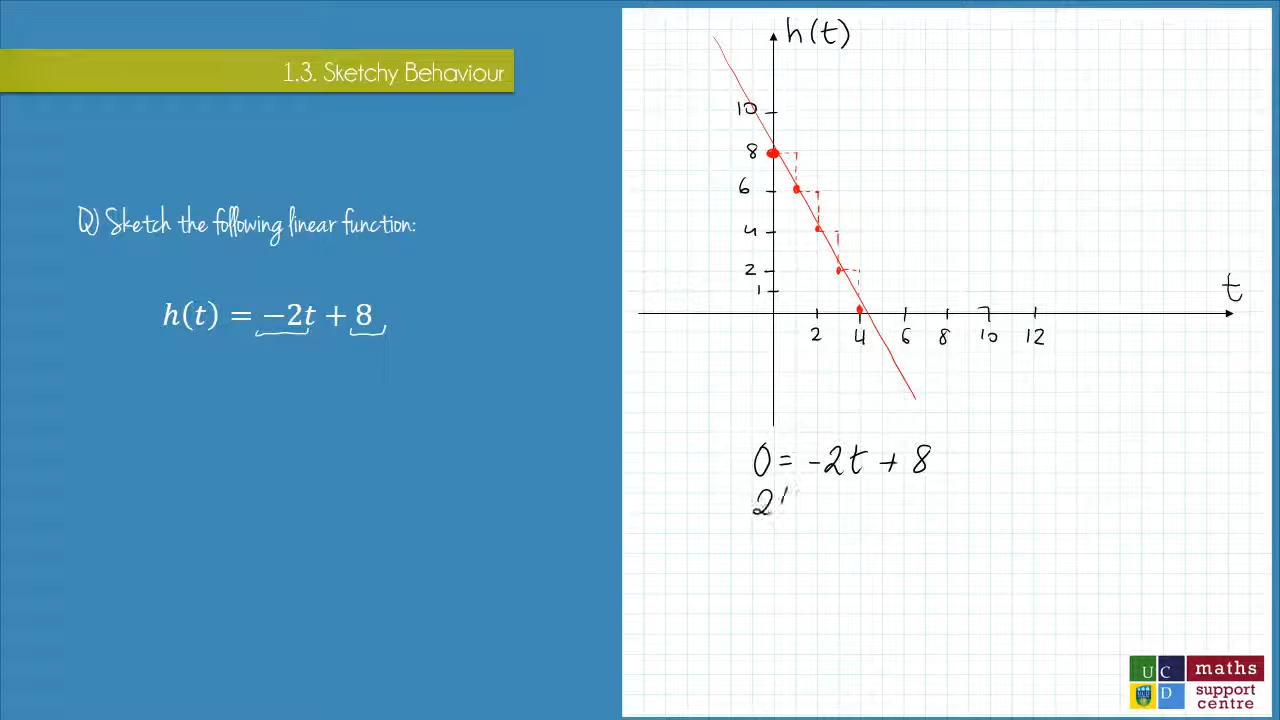 1.3. Sketchy Behaviour
Q) Sketch the following linear function:
h(t) = −2t + 8
h(t)
10
8
6
4
2
1
t
2 4 6 8 10 12
0 = -2t + 8
2
U C D
maths
support
centre